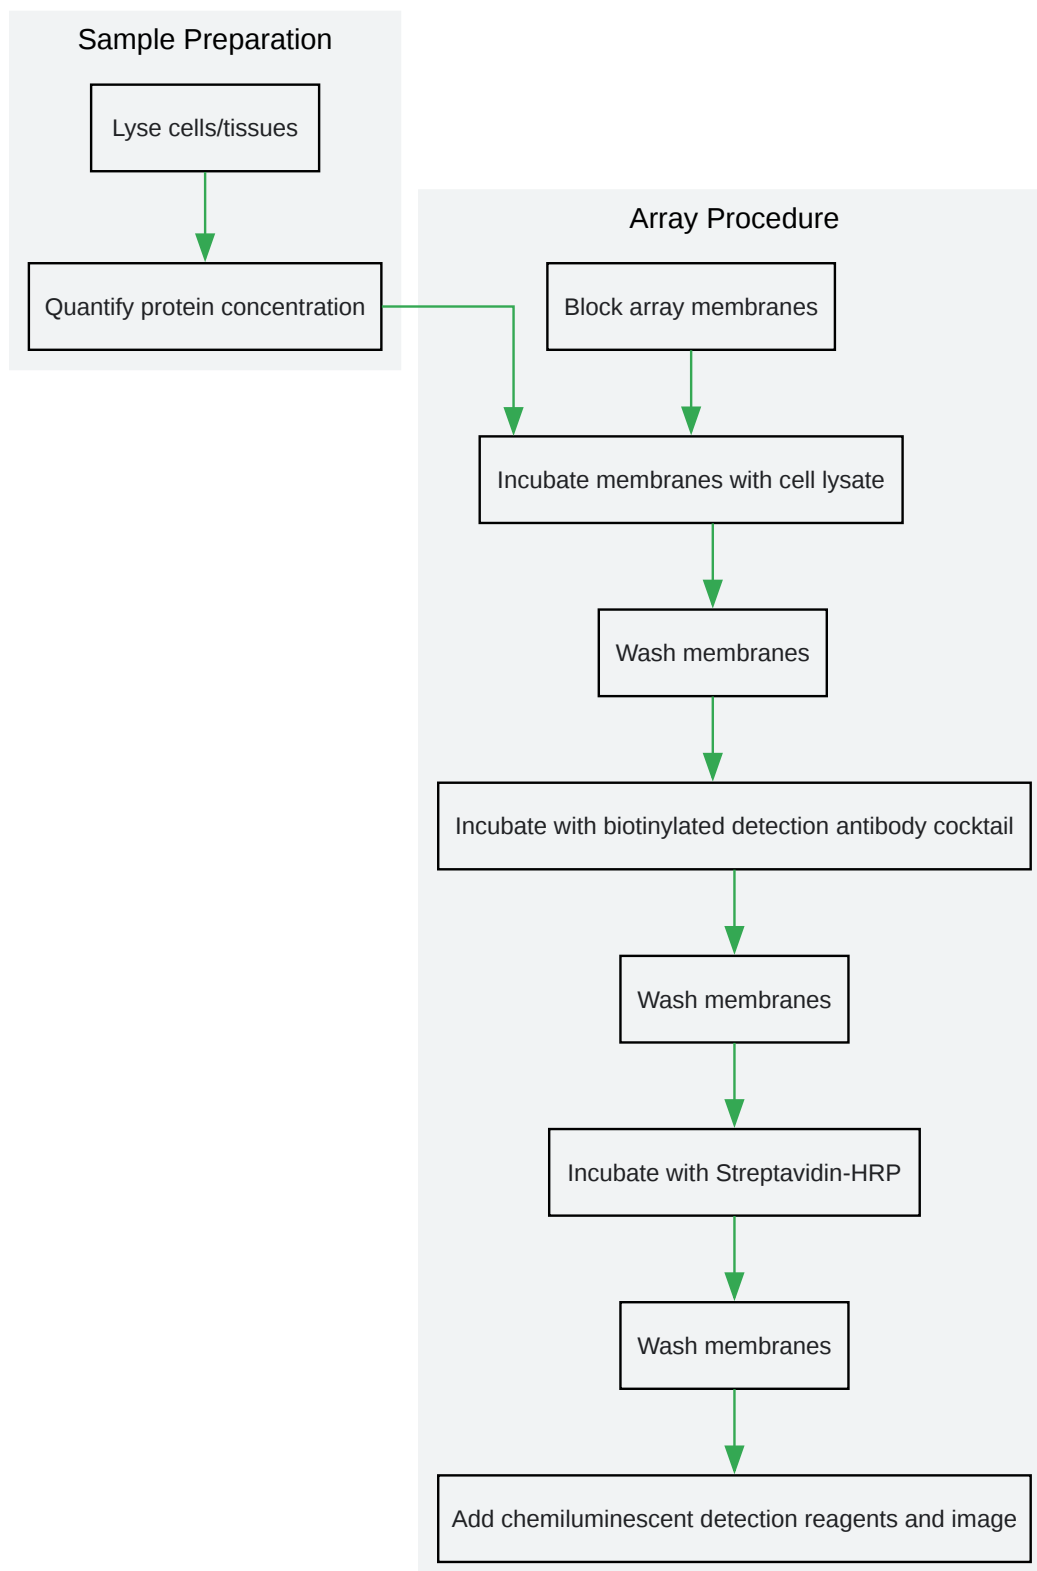 Sample Preparation
Lyse cells/tissues
Quantify protein concentration
Array Procedure
Block array membranes
Incubate membranes with cell lysate
Wash membranes
Incubate with biotinylated detection antibody cocktail
Wash membranes
Incubate with Streptavidin-HRP
Wash membranes
Add chemiluminescent detection reagents and image